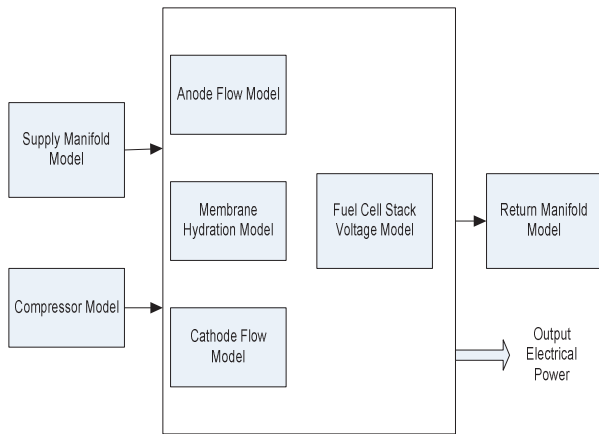 Anode Flow Model
Supply Manifold
Model
Membrane
Hydration Model
Fuel Cell Stack
Voltage Model
Return Manifold
Model
Compressor Model
Cathode Flow
Model
Output
Electrical
Power